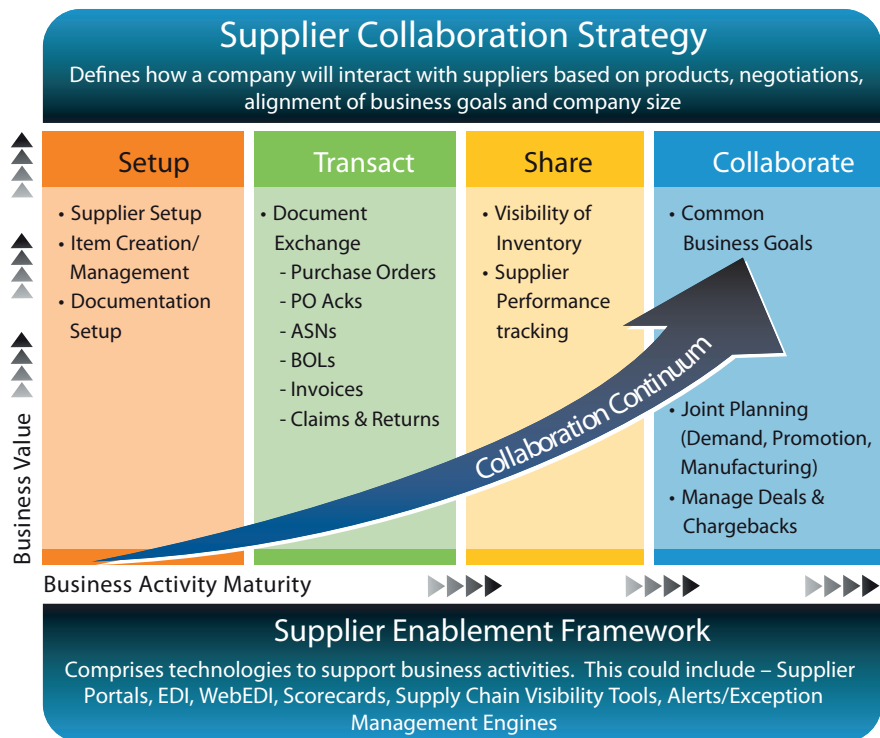 Supplier Collaboration Strategy
Defines how a company will interact with suppliers based on products, negotiations,
alignment of business goals and company size
Setup
• Supplier Setup
• Item Creation/
Management
• Documentation
Setup
Transact
• Document
Exchange
- Purchase Orders
- PO Acks
- ASNs
- BOLs
- Invoices
- Claims & Returns
Share
• Visibility of
Inventory
• Supplier
Performance
tracking
Collaborate
• Common
Business Goals
• Joint Planning
(Demand, Promotion,
Manufacturing)
• Manage Deals &
Chargebacks
Collaboration Continuum
Business Value
Business Activity Maturity
Supplier Enablement Framework
Comprises technologies to support business activities. This could include – Supplier
Portals, EDI, WebEDI, Scorecards, Supply Chain Visibility Tools, Alerts/Exception
Management Engines